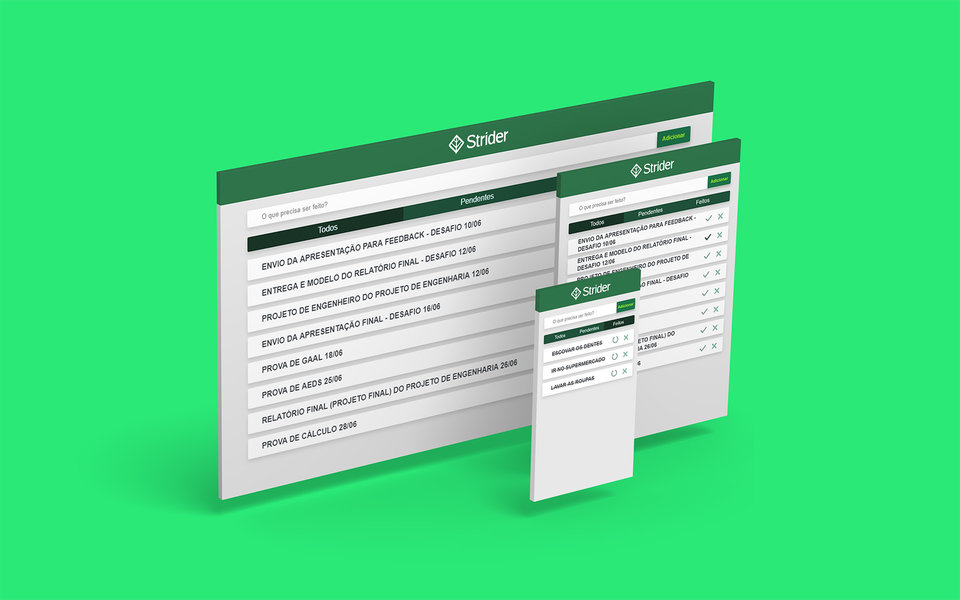 Strider
O que precisa ser feito?
Adicionar
Todos
Pendentes
ENVIO DA APRESENTAÇÃO PARA FEEDBACK - DESAFIO 10/06
ENTREGA E MODELO DO RELATÓRIO FINAL - DESAFIO 12/06
PROJETO DE ENGENHEIRO DO PROJETO DE ENGENHARIA 12/06
ENVIO DA APRESENTAÇÃO FINAL - DESAFIO 16/06
PROVA DE GAAL 18/06
PROVA DE AEDS 25/06
RELATÓRIO FINAL (PROJETO FINAL) DO PROJETO DE ENGENHARIA 26/06
PROVA DE CÁLCULO 28/06
Strider
O que precisa ser feito?
Adicionar
Todos
Pendentes
Feitos
ENVIO DA APRESENTAÇÃO PARA FEEDBACK -
DESAFIO 10/06
ENTREGA E MODELO DO RELATÓRIO FINAL -
DESAFIO 12/06
PROJETO DE ENGENHEIRO DO PROJETO DE
FINAL - DESAFIO
FINAL) DO
26/06
Strider
O que precisa ser feito?
Adicionar
Todos
Pendentes
Feitos
ESCOVAR OS DENTES
IR NO SUPERMERCADO
LAVAR AS ROUPAS